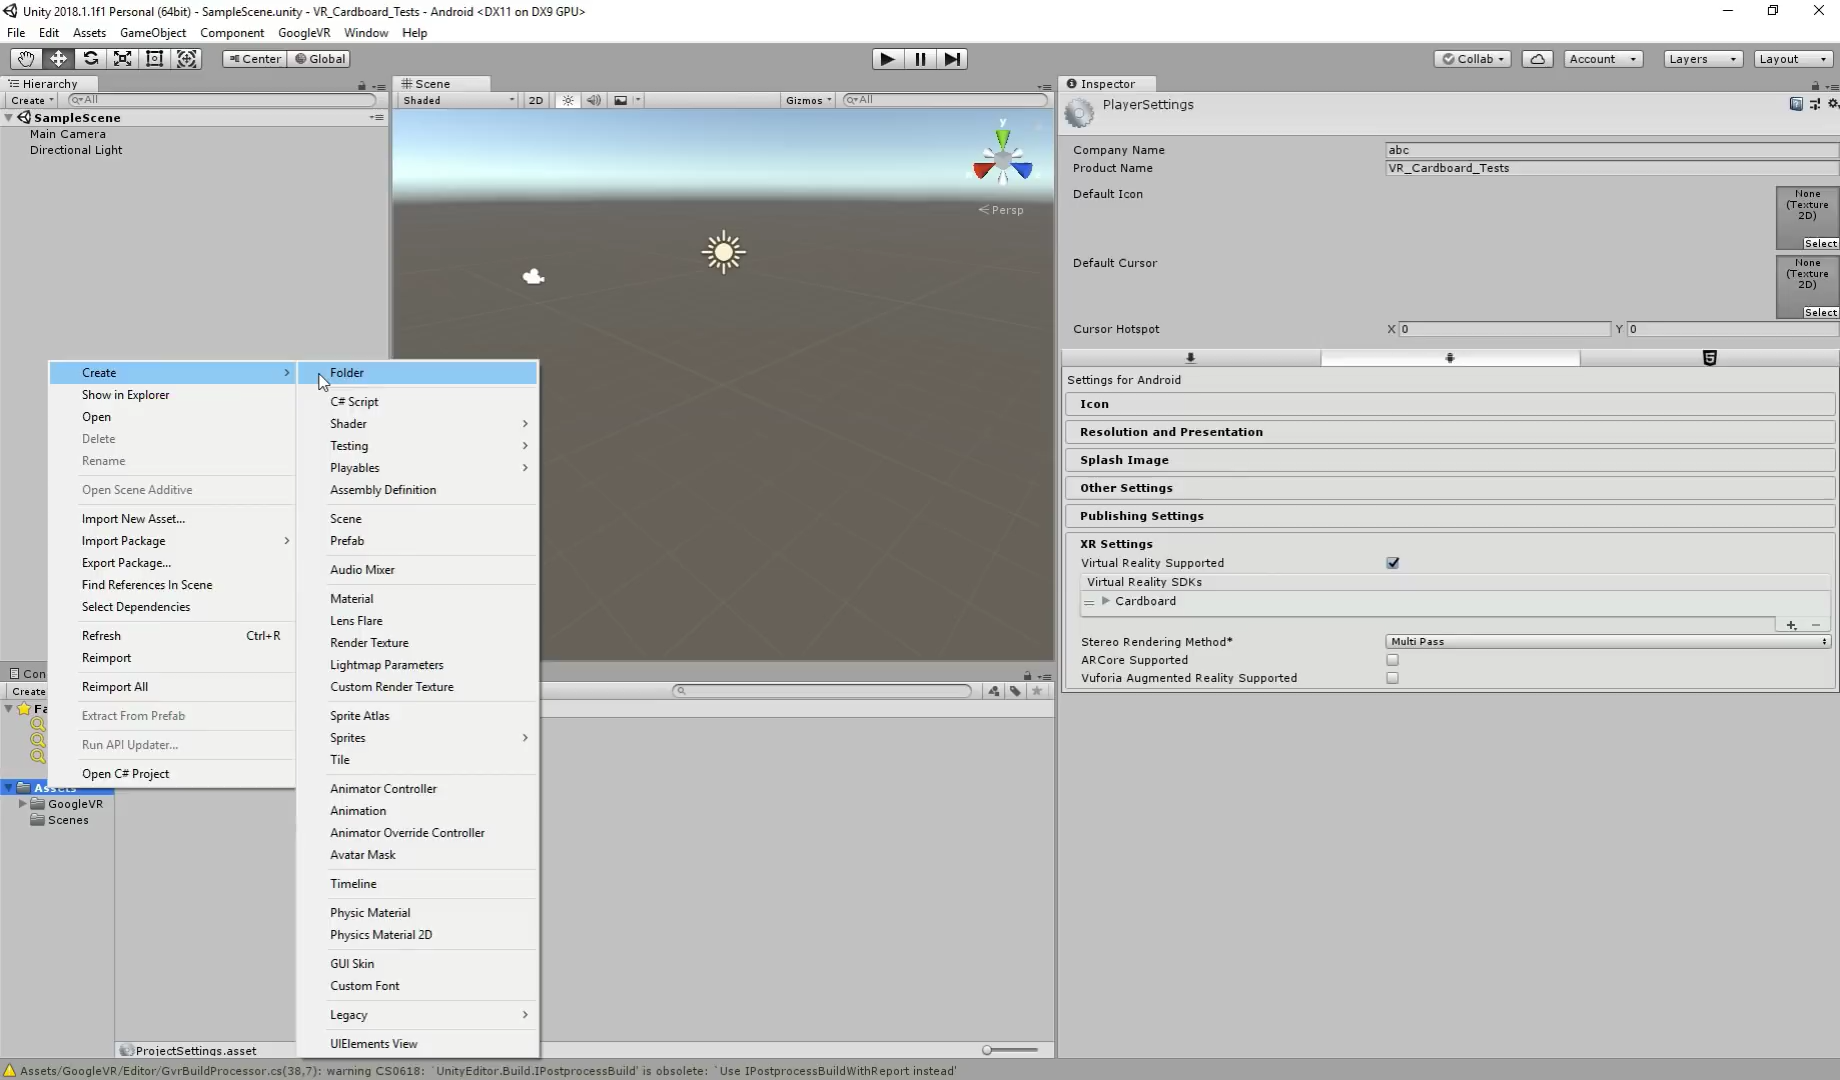 Unity 2018.1.1f1 Personal (64bit) - SampleScene.unity - VR_Cardboard_Tests - Android <DX11 on DX9 GPU>
File Edit Assets GameObject Component GoogleVR Window Help
Center Global Collab Account Layers Layout
Hierarchy
Create All
SampleScene
Main Camera
Directional Light
Scene
Shaded 2D Gizmos All
y
Persp
Inspector
PlayerSettings
Company Name abc
Product Name VR_Cardboard_Tests
Default Icon
None
(Texture
2D)
Select
Default Cursor
None
(Texture
2D)
Select
Cursor Hotspot X 0 Y 0
Settings for Android
Icon
Resolution and Presentation
Splash Image
Other Settings
Publishing Settings
XR Settings
Virtual Reality Supported
Virtual Reality SDKs
Cardboard
Stereo Rendering Method* Multi Pass
ARCore Supported
Vuforia Augmented Reality Supported
Create
Show in Explorer
Open
Delete
Rename
Open Scene Additive
Import New Asset...
Import Package
Export Package...
Find References In Scene
Select Dependencies
Refresh Ctrl+R
Reimport
Reimport All
Extract From Prefab
Run API Updater...
Open C# Project
Folder
C# Script
Shader
Testing
Playables
Assembly Definition
Scene
Prefab
Audio Mixer
Material
Lens Flare
Render Texture
Lightmap Parameters
Custom Render Texture
Sprite Atlas
Sprites
Tile
Animator Controller
Animation
Animator Override Controller
Avatar Mask
Timeline
Physic Material
Physics Material 2D
GUI Skin
Custom Font
Legacy
UIElements View
Con
Create
Fa
Assets
GoogleVR
Scenes
ProjectSettings.asset
Assets/GoogleVR/Editor/GvrBuildProcessor.cs(38,7): warning CS0618: `UnityEditor.Build.IPostprocessBuild' is obsolete: `Use IPostprocessBuildWithReport instead'